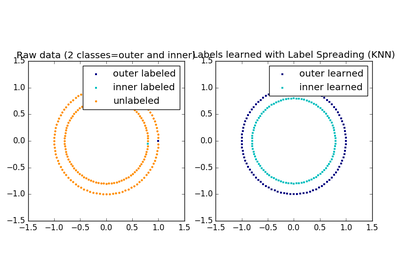 Raw data (2 classes=outer and inner)
Labels learned with Label Spreading (KNN)
1.5
1.0
0.5
0.0
−0.5
−1.0
−1.5
−1.5 −1.0 −0.5 0.0 0.5 1.0 1.5
outer labeled
inner labeled
unlabeled
1.5
1.0
0.5
0.0
−0.5
−1.0
−1.5
−1.5 −1.0 −0.5 0.0 0.5 1.0 1.5
outer learned
inner learned